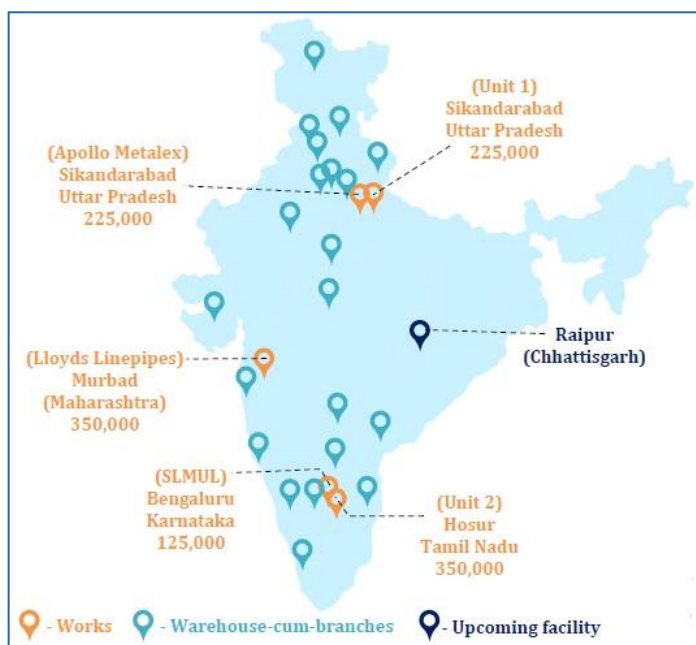 (Unit 1)
Sikandarabad
Uttar Pradesh
225,000
(Apollo Metalex)
Sikandarabad
Uttar Pradesh
225,000
Raipur
(Chhattisgarh)
(Lloyds Linepipes)
Murbad
(Maharashtra)
350,000
(SLMUL)
Bengaluru
Karnataka
125,000
(Unit 2)
Hosur
Tamil Nadu
350,000
- Works
- Warehouse-cum-branches
- Upcoming facility